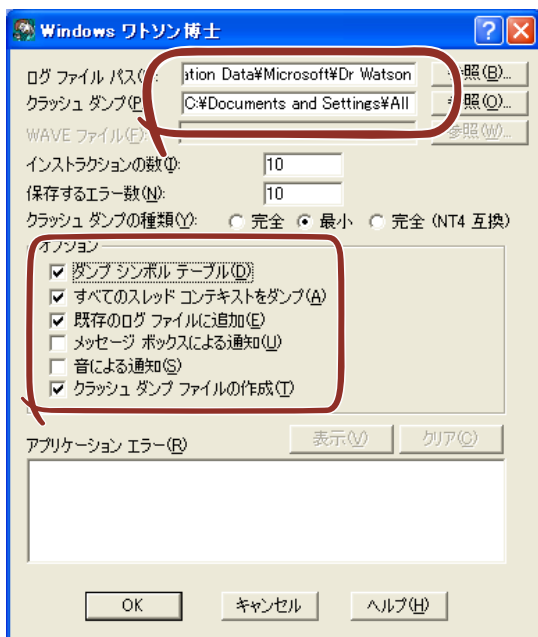 Windows ワトソン博士
ログ ファイル パス(L): ation Data¥Microsoft¥Dr Watson 参照(B)...
クラッシュ ダンプ(P C:¥Documents and Settings¥All 参照(O)...
WAVE ファイル(F): 参照(W)...
インストラクションの数(I): 10
保存するエラー数(N): 10
クラッシュ ダンプの種類(Y): 完全 最小 完全 (NT4 互換)
オプション
ダンプ シンボル テーブル(D)
すべてのスレッド コンテキストをダンプ(A)
既存のログ ファイルに追加(E)
メッセージ ボックスによる通知(U)
音による通知(S)
クラッシュ ダンプ ファイルの作成(T)
アプリケーション エラー(R) 表示(V) クリア(C)
OK キャンセル ヘルプ(H)